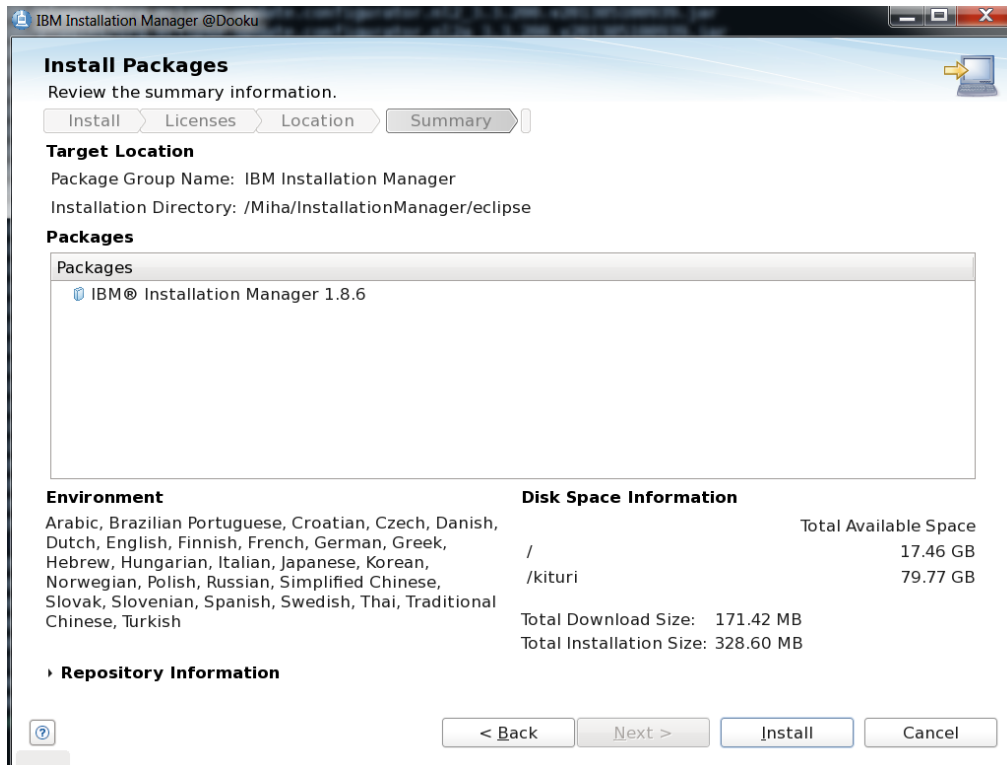 IBM Installation Manager @Dooku
Install Packages
Review the summary information.
Install Licenses Location Summary
Target Location
Package Group Name: IBM Installation Manager
Installation Directory: /Miha/InstallationManager/eclipse
Packages
Packages
IBM® Installation Manager 1.8.6
Environment
Arabic, Brazilian Portuguese, Croatian, Czech, Danish,
Dutch, English, Finnish, French, German, Greek,
Hebrew, Hungarian, Italian, Japanese, Korean,
Norwegian, Polish, Russian, Simplified Chinese,
Slovak, Slovenian, Spanish, Swedish, Thai, Traditional
Chinese, Turkish
Disk Space Information
Total Available Space
/ 17.46 GB
/kituri 79.77 GB
Total Download Size: 171.42 MB
Total Installation Size: 328.60 MB
Repository Information
? < Back Next > Install Cancel